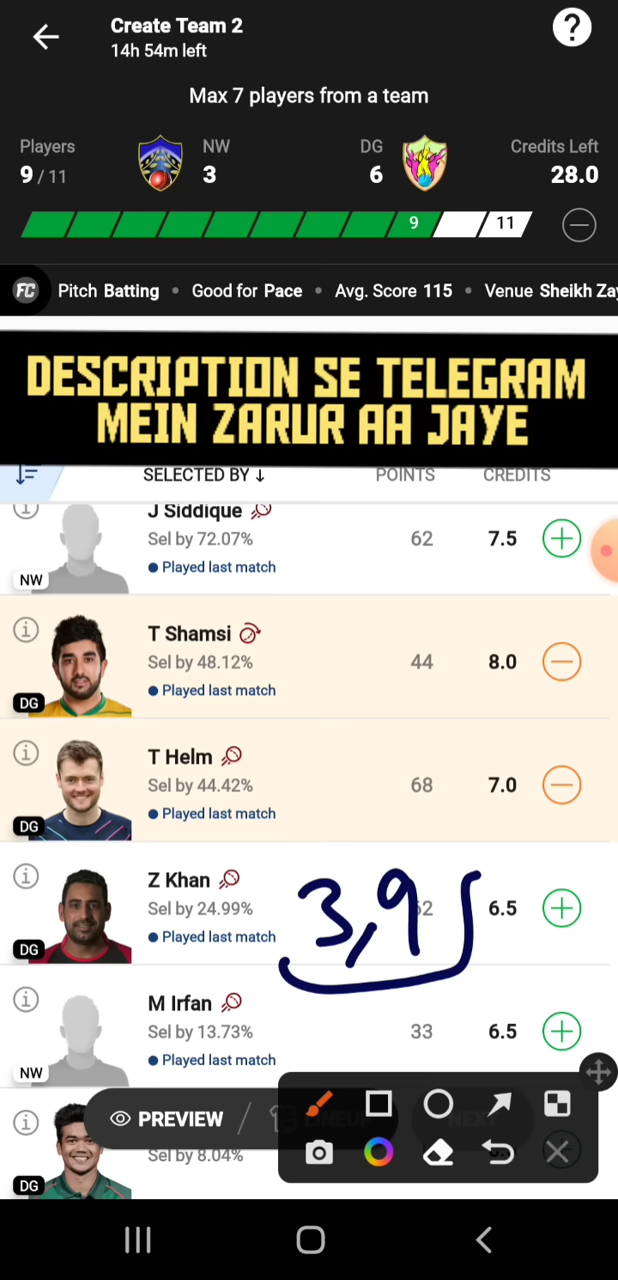 Create Team 2
14h 54m left
?
Max 7 players from a team
Players NW DG Credits Left
9 / 11 3 6 28.0
9 11
FC Pitch Batting • Good for Pace • Avg. Score 115 • Venue Sheikh Za
DESCRIPTION SE TELEGRAM
MEIN ZARUR AA JAYE
SELECTED BY ↓ POINTS CREDITS
J Siddique
Sel by 72.07% 62 7.5
Played last match
NW
T Shamsi
Sel by 48.12% 44 8.0
Played last match
DG
T Helm
Sel by 44.42% 68 7.0
Played last match
DG
Z Khan
Sel by 24.99% 3,9 6.5
Played last match
DG
M Irfan
Sel by 13.73% 33 6.5
Played last match
NW
PREVIEW
Sel by 8.04%
DG